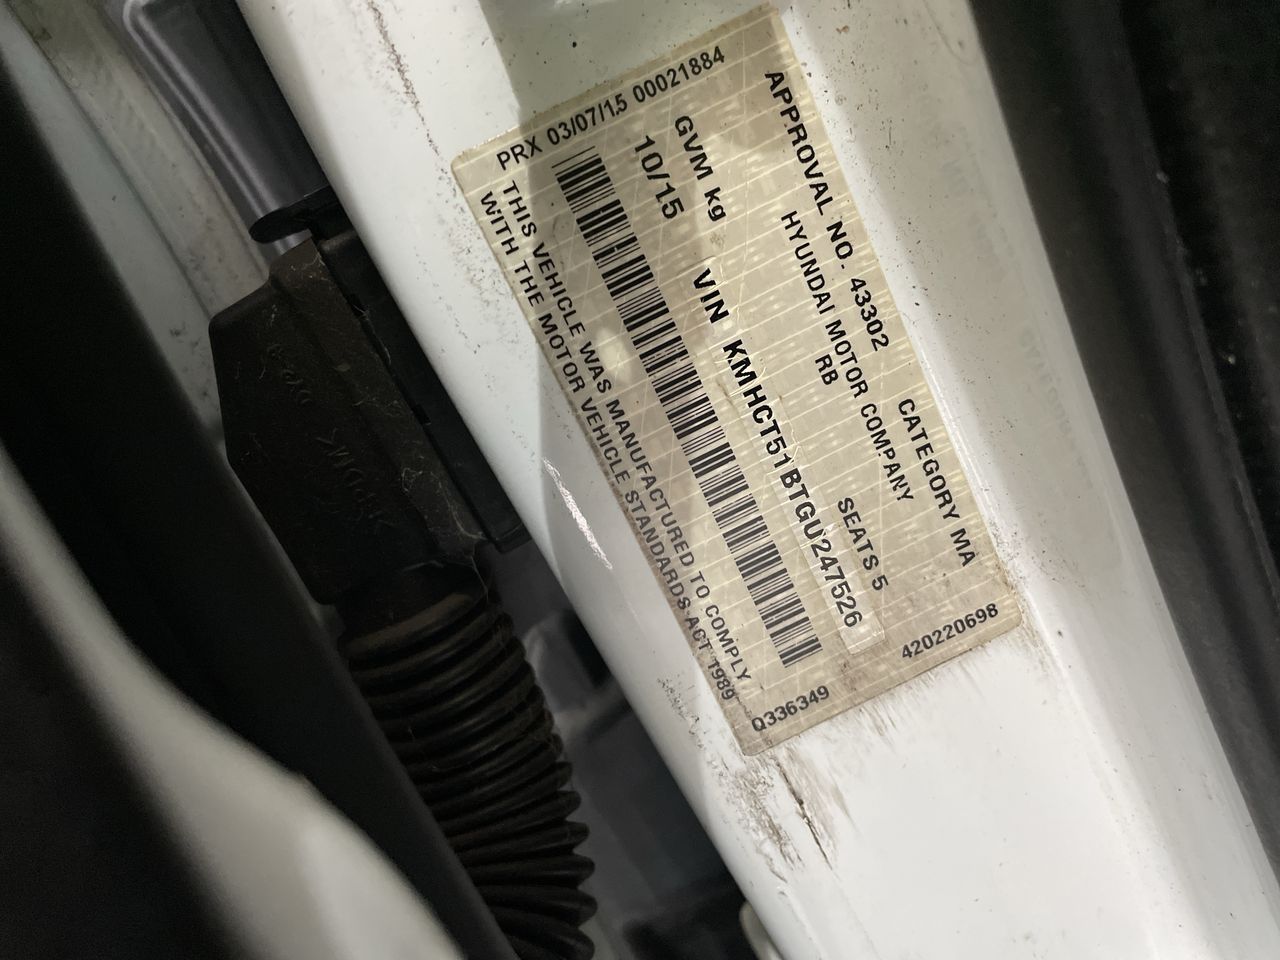 PRX 03/07/15 00021884
APPROVAL NO. 43302 CATEGORY MA
HYUNDAI MOTOR COMPANY
RB SEATS 5
GVM kg
VIN KMHCT51BTGU247526
10/15
THIS VEHICLE WAS MANUFACTURED TO COMPLY
WITH THE MOTOR VEHICLE STANDARDS ACT 1989
420220698
Q336349